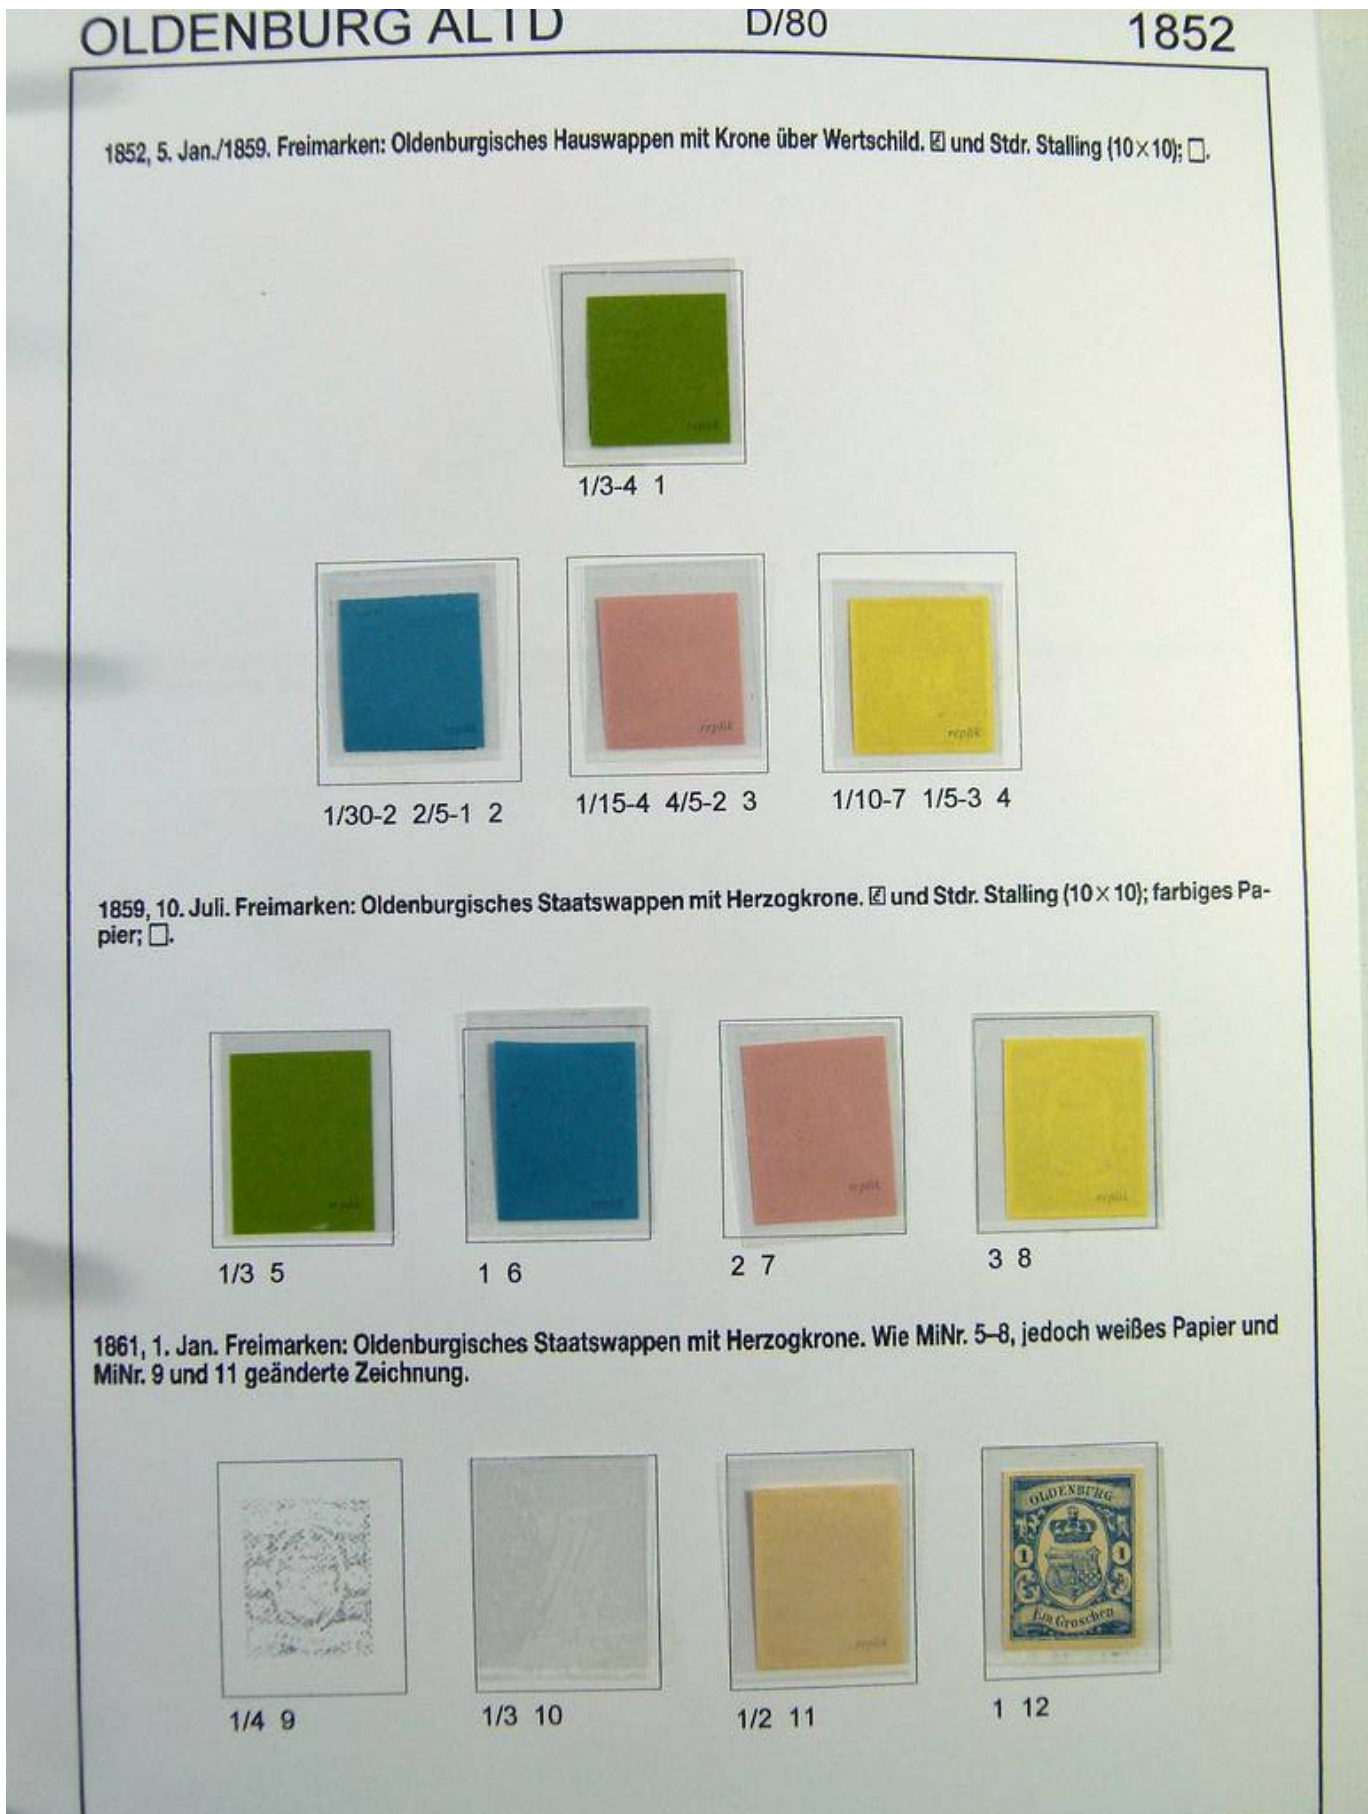 OLDENBURG ALTD D/80 1852
1852, 5. Jan./1859. Freimarken: Oldenburgisches Hauswappen mit Krone über Wertschild. und Stdr. Stalling (10×10); □.
replik
1/3-4 1
replik replik replik
1/30-2 2/5-1 2 1/15-4 4/5-2 3 1/10-7 1/5-3 4
1859, 10. Juli. Freimarken: Oldenburgisches Staatswappen mit Herzogkrone. und Stdr. Stalling (10×10); farbiges Pa-
pier; □.
replik replik replik replik
1/3 5 1 6 2 7 3 8
1861, 1. Jan. Freimarken: Oldenburgisches Staatswappen mit Herzogkrone. Wie MiNr. 5–8, jedoch weißes Papier und
MiNr. 9 und 11 geänderte Zeichnung.
OLDENBURG
1 1
Ein Groschen
replik
1/4 9 1/3 10 1/2 11 1 12